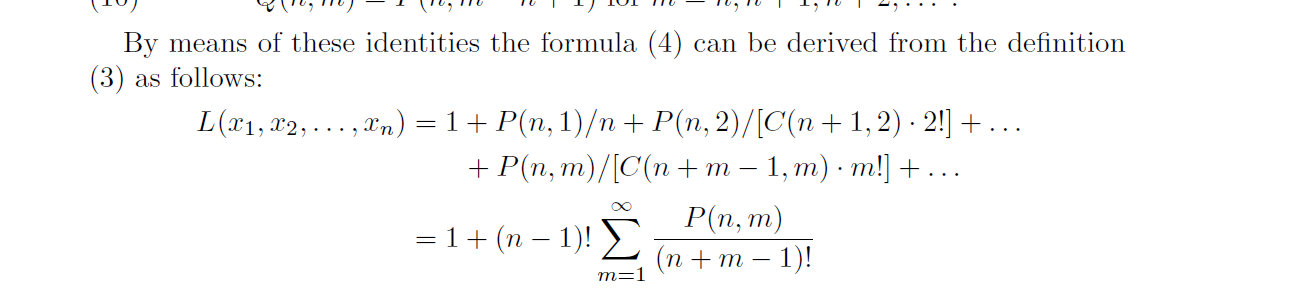 By means of these identities the formula (4) can be derived from the definition
(3) as follows:
L(x₁, x₂, . . . , xₙ) = 1 + P(n, 1)/n + P(n, 2)/[C(n + 1, 2) · 2!] + . . .
+ P(n, m)/[C(n + m − 1, m) · m!] + . . .
= 1 + (n − 1)! ∑_{m=1}^{∞} P(n, m)/(n + m − 1)!